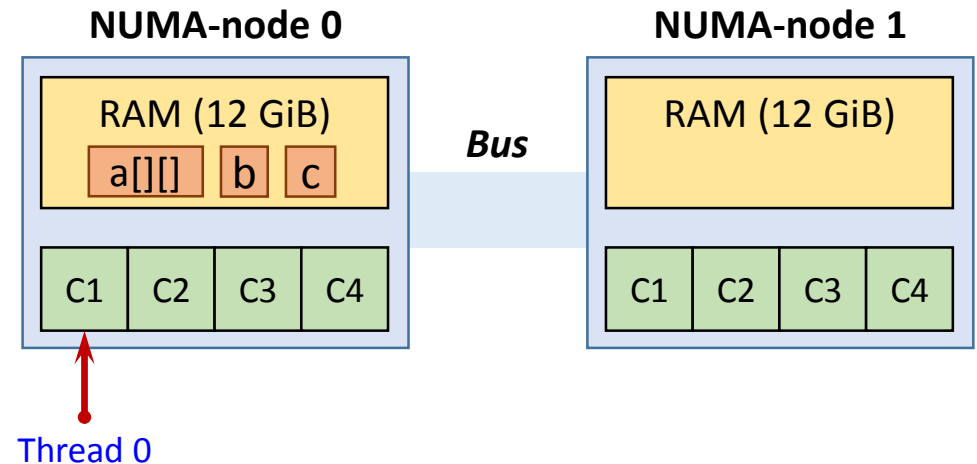 NUMA-node 0
NUMA-node 1
RAM (12 GiB)
a[][] b c
Bus
RAM (12 GiB)
C1 C2 C3 C4
C1 C2 C3 C4
Thread 0